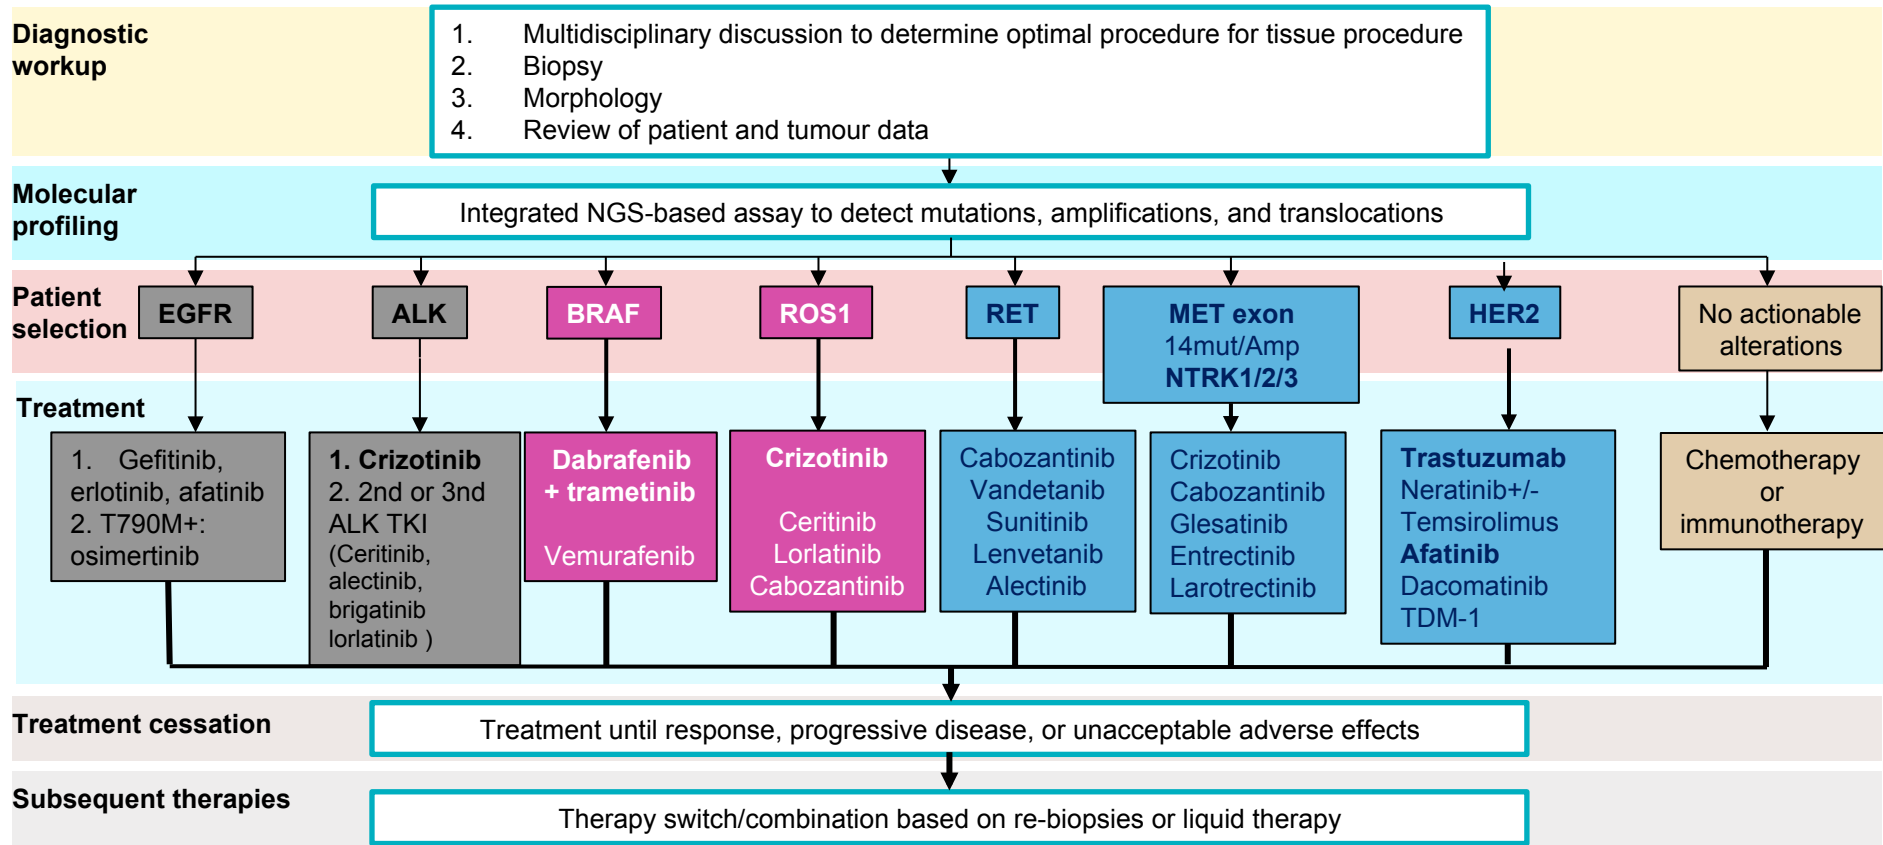 Diagnostic
workup
1. Multidisciplinary discussion to determine optimal procedure for tissue procedure
2. Biopsy
3. Morphology
4. Review of patient and tumour data
Molecular
profiling
Integrated NGS-based assay to detect mutations, amplifications, and translocations
Patient
selection
EGFR
ALK
BRAF
ROS1
RET
MET exon
14mut/Amp
NTRK1/2/3
HER2
No actionable
alterations
Treatment
1. Gefitinib,
erlotinib, afatinib
2. T790M+:
osimertinib
1. Crizotinib
2. 2nd or 3nd
ALK TKI
(Ceritinib,
alectinib,
brigatinib
lorlatinib )
Dabrafenib
+ trametinib
Vemurafenib
Crizotinib
Ceritinib
Lorlatinib
Cabozantinib
Cabozantinib
Vandetanib
Sunitinib
Lenvetanib
Alectinib
Crizotinib
Cabozantinib
Glesatinib
Entrectinib
Larotrectinib
Trastuzumab
Neratinib+/-
Temsirolimus
Afatinib
Dacomatinib
TDM-1
Chemotherapy
or
immunotherapy
Treatment cessation
Treatment until response, progressive disease, or unacceptable adverse effects
Subsequent therapies
Therapy switch/combination based on re-biopsies or liquid therapy